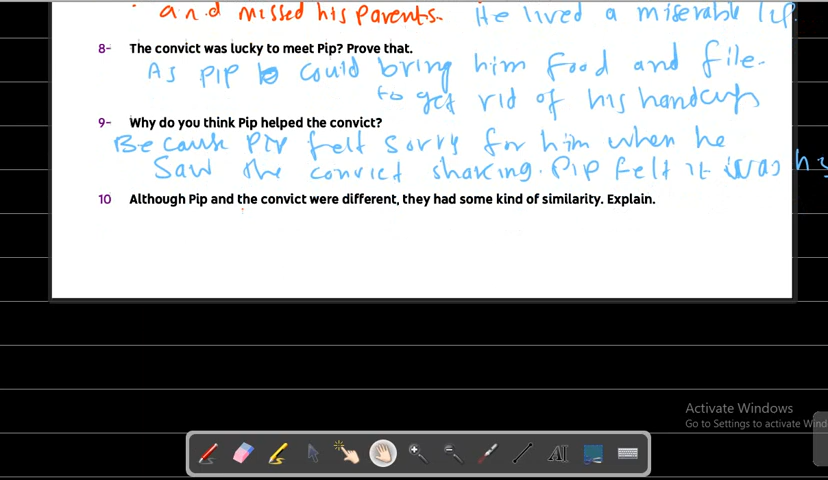 and missed his parents. He lived a miserable lif
8- The convict was lucky to meet Pip? Prove that.
As PIP could bring him food and file.
to get rid of his handcuffs
9- Why do you think Pip helped the convict?
Because PIP felt sorry for him when he
saw the convict shaking. PIP felt it was his
10 Although Pip and the convict were different, they had some kind of similarity. Explain.
Activate Windows
Go to Settings to activate Wind
AI